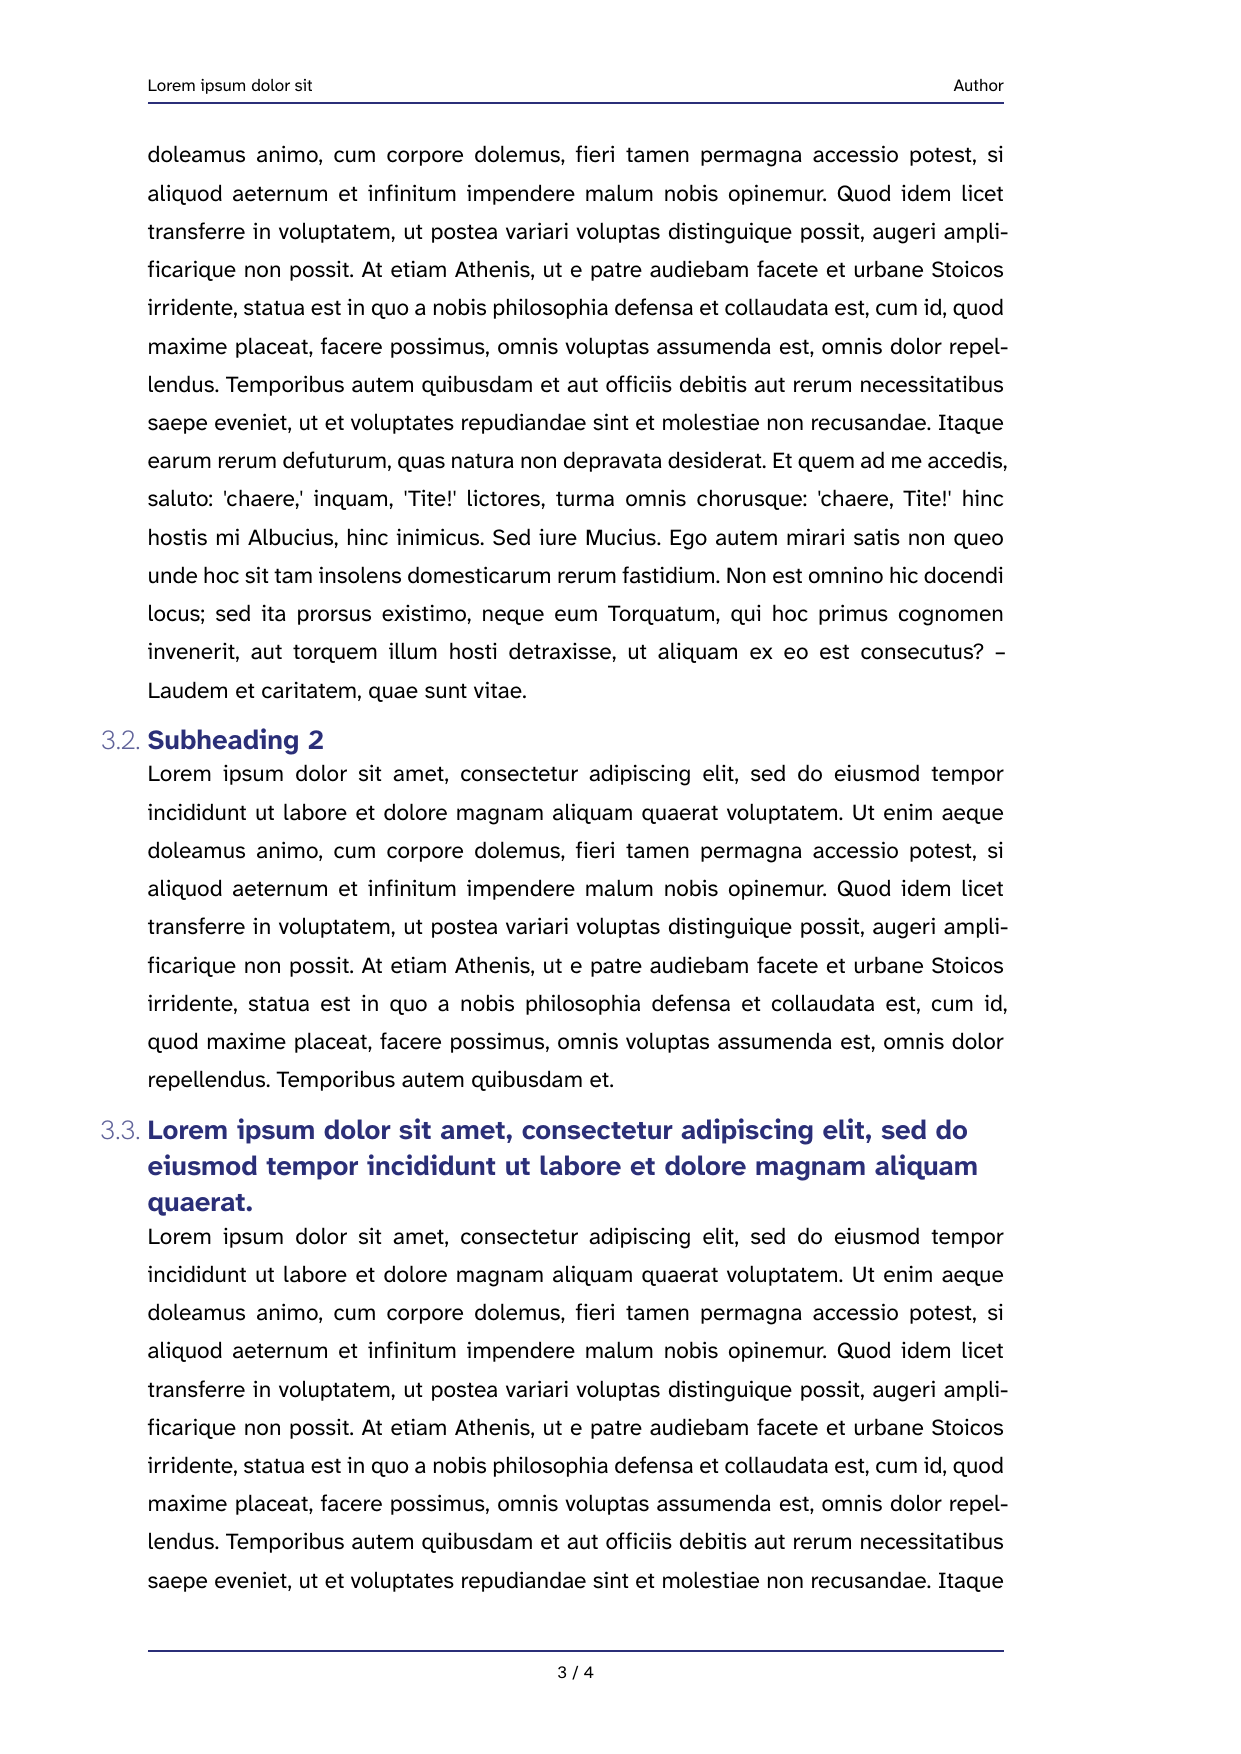 Lorem ipsum dolor sit Author
doleamus animo, cum corpore dolemus, fieri tamen permagna accessio potest, si
aliquod aeternum et infinitum impendere malum nobis opinemur. Quod idem licet
transferre in voluptatem, ut postea variari voluptas distinguique possit, augeri ampli-
ficarique non possit. At etiam Athenis, ut e patre audiebam facete et urbane Stoicos
irridente, statua est in quo a nobis philosophia defensa et collaudata est, cum id, quod
maxime placeat, facere possimus, omnis voluptas assumenda est, omnis dolor repel-
lendus. Temporibus autem quibusdam et aut officiis debitis aut rerum necessitatibus
saepe eveniet, ut et voluptates repudiandae sint et molestiae non recusandae. Itaque
earum rerum defuturum, quas natura non depravata desiderat. Et quem ad me accedis,
saluto: 'chaere,' inquam, 'Tite!' lictores, turma omnis chorusque: 'chaere, Tite!' hinc
hostis mi Albucius, hinc inimicus. Sed iure Mucius. Ego autem mirari satis non queo
unde hoc sit tam insolens domesticarum rerum fastidium. Non est omnino hic docendi
locus; sed ita prorsus existimo, neque eum Torquatum, qui hoc primus cognomen
invenerit, aut torquem illum hosti detraxisse, ut aliquam ex eo est consecutus? –
Laudem et caritatem, quae sunt vitae.
3.2. Subheading 2
Lorem ipsum dolor sit amet, consectetur adipiscing elit, sed do eiusmod tempor
incididunt ut labore et dolore magnam aliquam quaerat voluptatem. Ut enim aeque
doleamus animo, cum corpore dolemus, fieri tamen permagna accessio potest, si
aliquod aeternum et infinitum impendere malum nobis opinemur. Quod idem licet
transferre in voluptatem, ut postea variari voluptas distinguique possit, augeri ampli-
ficarique non possit. At etiam Athenis, ut e patre audiebam facete et urbane Stoicos
irridente, statua est in quo a nobis philosophia defensa et collaudata est, cum id,
quod maxime placeat, facere possimus, omnis voluptas assumenda est, omnis dolor
repellendus. Temporibus autem quibusdam et.
3.3. Lorem ipsum dolor sit amet, consectetur adipiscing elit, sed do
eiusmod tempor incididunt ut labore et dolore magnam aliquam
quaerat.
Lorem ipsum dolor sit amet, consectetur adipiscing elit, sed do eiusmod tempor
incididunt ut labore et dolore magnam aliquam quaerat voluptatem. Ut enim aeque
doleamus animo, cum corpore dolemus, fieri tamen permagna accessio potest, si
aliquod aeternum et infinitum impendere malum nobis opinemur. Quod idem licet
transferre in voluptatem, ut postea variari voluptas distinguique possit, augeri ampli-
ficarique non possit. At etiam Athenis, ut e patre audiebam facete et urbane Stoicos
irridente, statua est in quo a nobis philosophia defensa et collaudata est, cum id, quod
maxime placeat, facere possimus, omnis voluptas assumenda est, omnis dolor repel-
lendus. Temporibus autem quibusdam et aut officiis debitis aut rerum necessitatibus
saepe eveniet, ut et voluptates repudiandae sint et molestiae non recusandae. Itaque
3 / 4